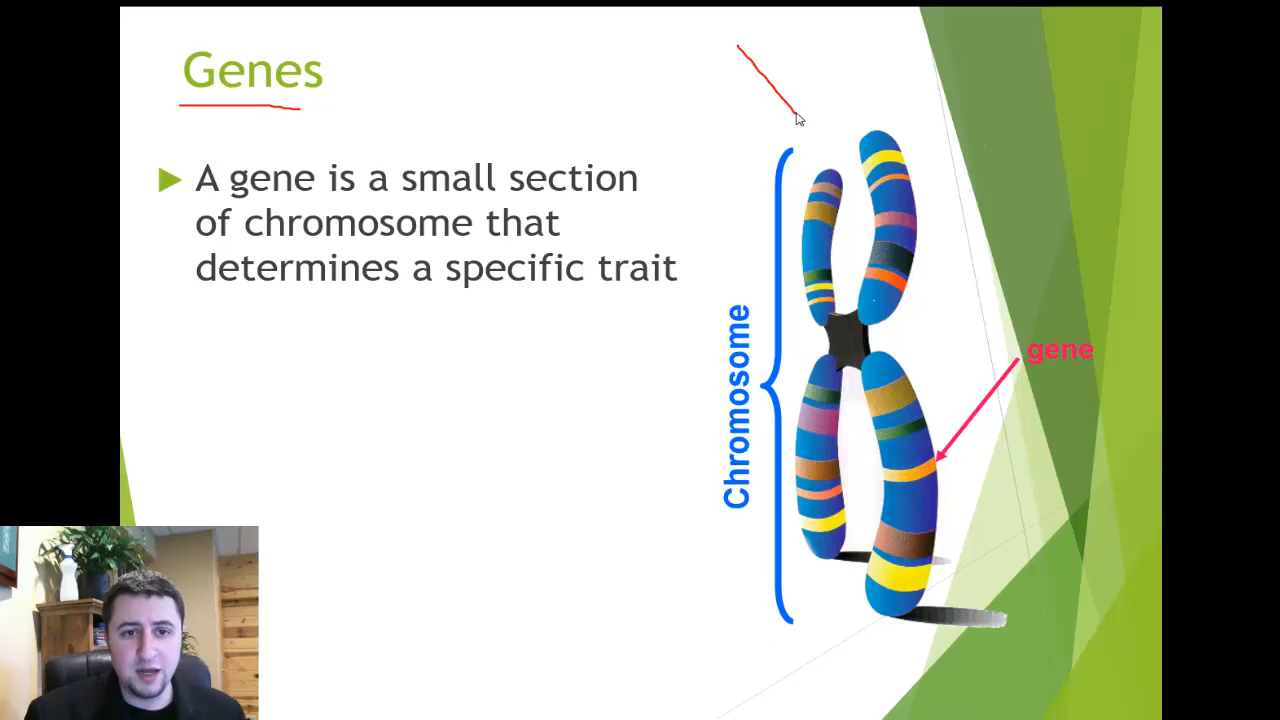 Genes
A gene is a small section
of chromosome that
determines a specific trait
Chromosome
gene